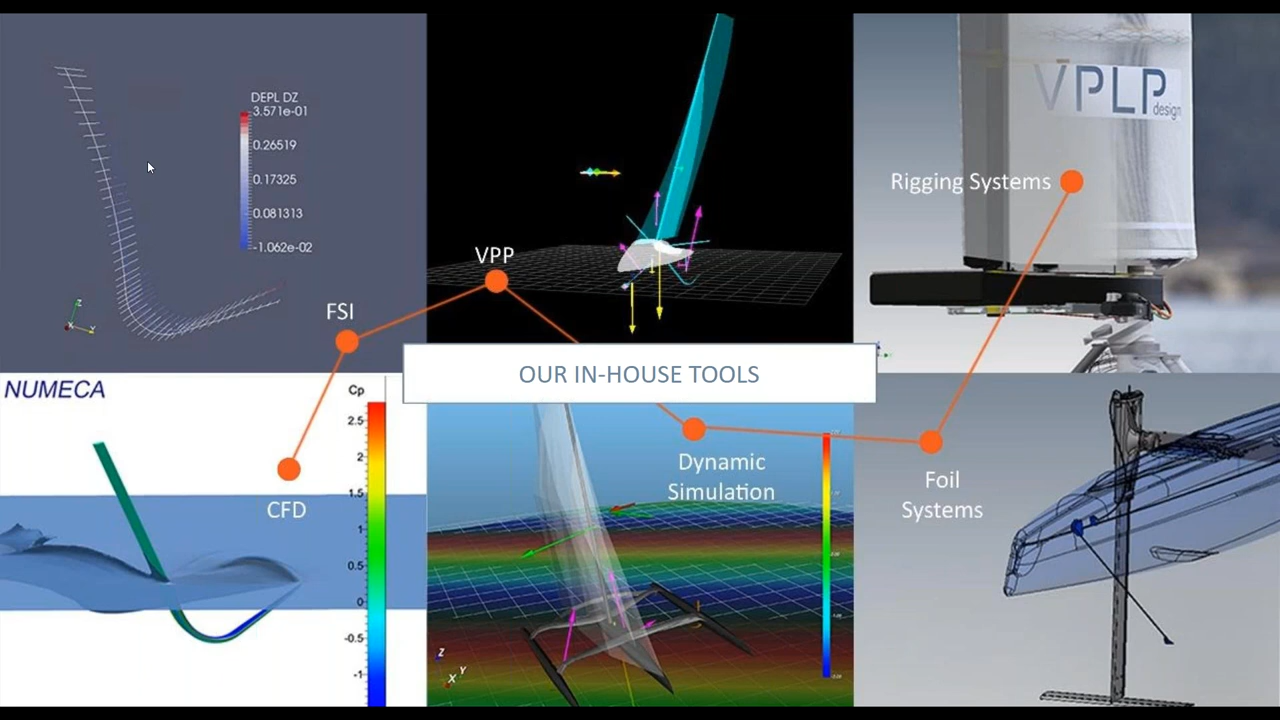 DEPL DZ
3.571e-01
0.26519
0.17325
0.081313
-1.062e-02
Z
X
Y
FSI
VPP
VPLP
design
Rigging Systems
OUR IN-HOUSE TOOLS
NUMECA
Cp
2.5
2
1.5
1
0.5
0
-0.5
-1
CFD
Dynamic
Simulation
Z
Y
X
Foil
Systems